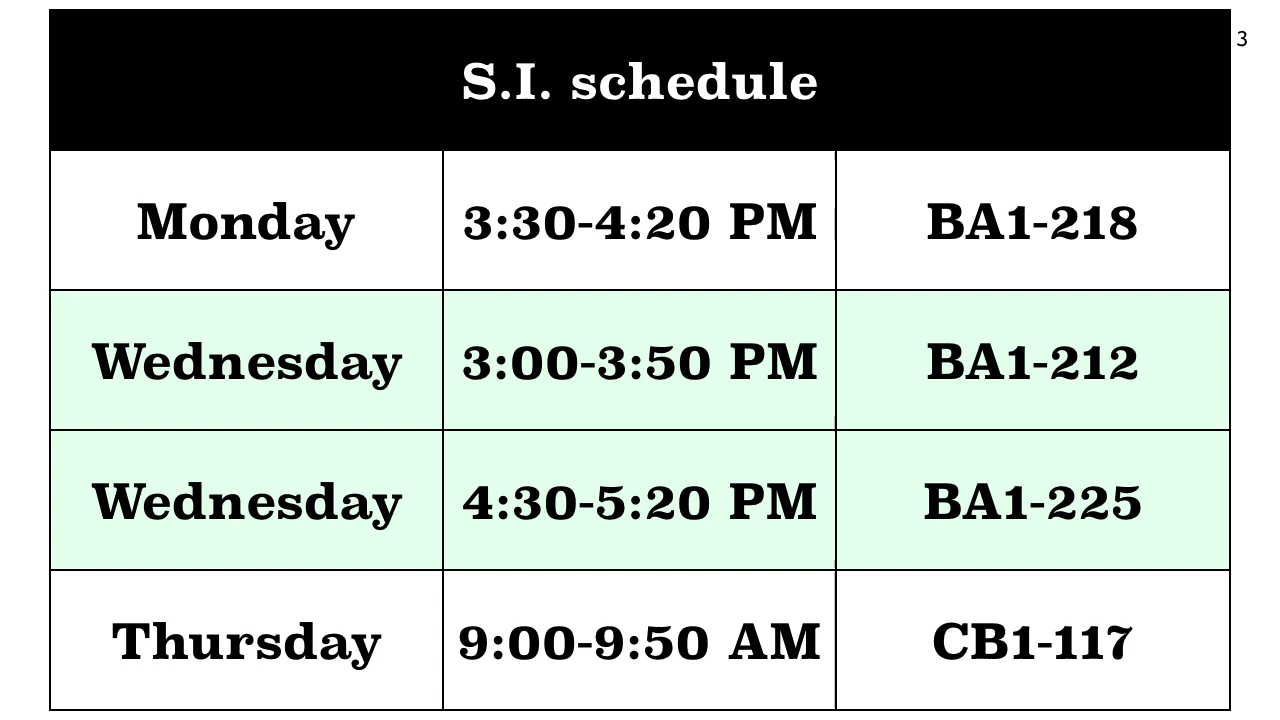 3
S.I. schedule
Monday 3:30-4:20 PM BA1-218
Wednesday 3:00-3:50 PM BA1-212
Wednesday 4:30-5:20 PM BA1-225
Thursday 9:00-9:50 AM CB1-117